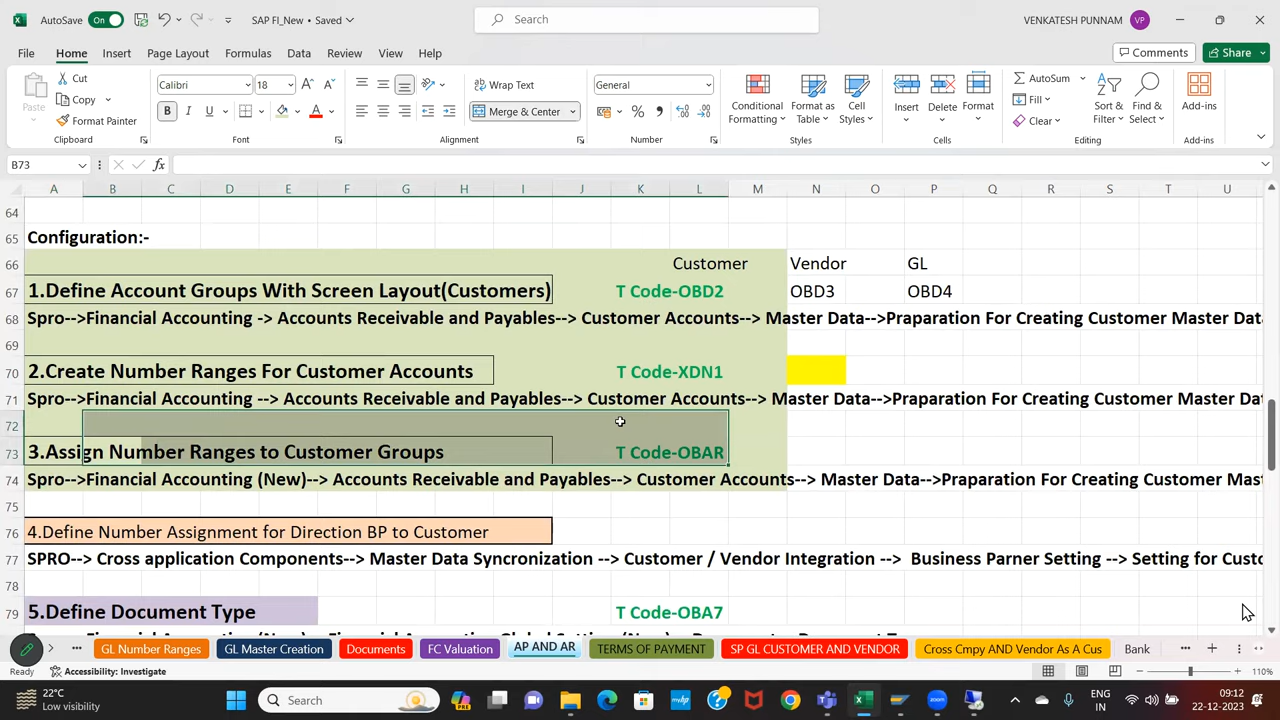 AutoSave On SAP FI_New • Saved Search VENKATESH PUNNAM VP
File Home Insert Page Layout Formulas Data Review View Help Comments Share
Cut Calibri 18 Wrap Text General AutoSum
Paste Copy Merge & Center Conditional Formatting Format as Table Cell Styles Insert Delete Format Fill Sort & Filter Find & Select Add-ins
Format Painter B I U Clear
Clipboard Font Alignment Number Styles Cells Editing Add-ins
B73 fx
A B C D E F G H I J K L M N O P Q R S T U
64
65 Configuration:-
66 Customer Vendor GL
67 1.Define Account Groups With Screen Layout(Customers) T Code-OBD2 OBD3 OBD4
68 Spro-->Financial Accounting -> Accounts Receivable and Payables--> Customer Accounts--> Master Data-->Praparation For Creating Customer Master Dat
69
70 2.Create Number Ranges For Customer Accounts T Code-XDN1
71 Spro-->Financial Accounting --> Accounts Receivable and Payables--> Customer Accounts--> Master Data-->Praparation For Creating Customer Master Da
72
73 3.Assign Number Ranges to Customer Groups T Code-OBAR
74 Spro-->Financial Accounting (New)--> Accounts Receivable and Payables--> Customer Accounts--> Master Data-->Praparation For Creating Customer Mast
75
76 4.Define Number Assignment for Direction BP to Customer
77 SPRO--> Cross application Components--> Master Data Syncronization --> Customer / Vendor Integration --> Business Parner Setting --> Setting for Custo
78
79 5.Define Document Type T Code-OBA7
GL Number Ranges GL Master Creation Documents FC Valuation AP AND AR TERMS OF PAYMENT SP GL CUSTOMER AND VENDOR Cross Cmpy AND Vendor As A Cus Bank
Ready Accessibility: Investigate 110%
22°C Low visibility Search ENG IN 09:12 22-12-2023